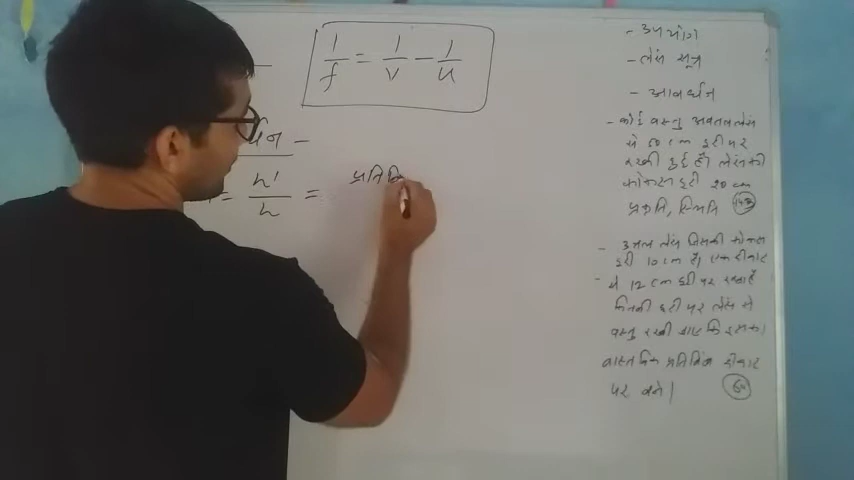 1/f = 1/v - 1/u
न -
= h'/h = प्रतिबि
- उपयोग
- लेंस सूत्र
- आवर्धन
- कोई वस्तु अवतल लेंस
से 60 cm दूरी पर
रखी हुई है। लेंस की
फोकस दूरी 20 cm
प्रकृति, स्थिति
- उत्तल लेंस जिसकी फोकस
दूरी 10 cm है। एक दीवार
से 12 cm दूरी पर रखा है
कितनी दूरी पर लेंस से
वस्तु रखी जाए कि इसका
वास्तविक प्रतिबिंब दीवार
पर बने।